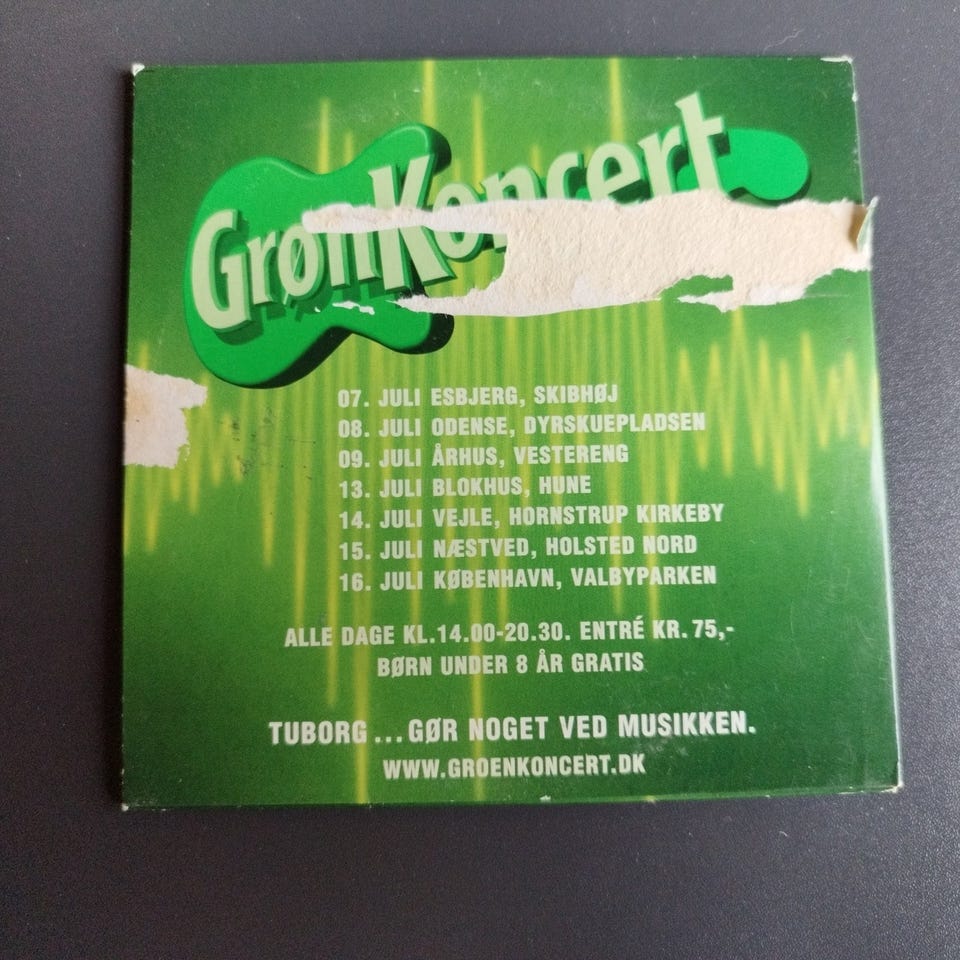 GrønKoncert
07. JULI ESBJERG, SKIBHØJ
08. JULI ODENSE, DYRSKUEPLADSEN
09. JULI ÅRHUS, VESTERENG
13. JULI BLOKHUS, HUNE
14. JULI VEJLE, HORNSTRUP KIRKEBY
15. JULI NÆSTVED, HOLSTED NORD
16. JULI KØBENHAVN, VALBYPARKEN
ALLE DAGE KL.14.00-20.30. ENTRÉ KR. 75,-
BØRN UNDER 8 ÅR GRATIS
TUBORG ... GØR NOGET VED MUSIKKEN.
WWW.GROENKONCERT.DK